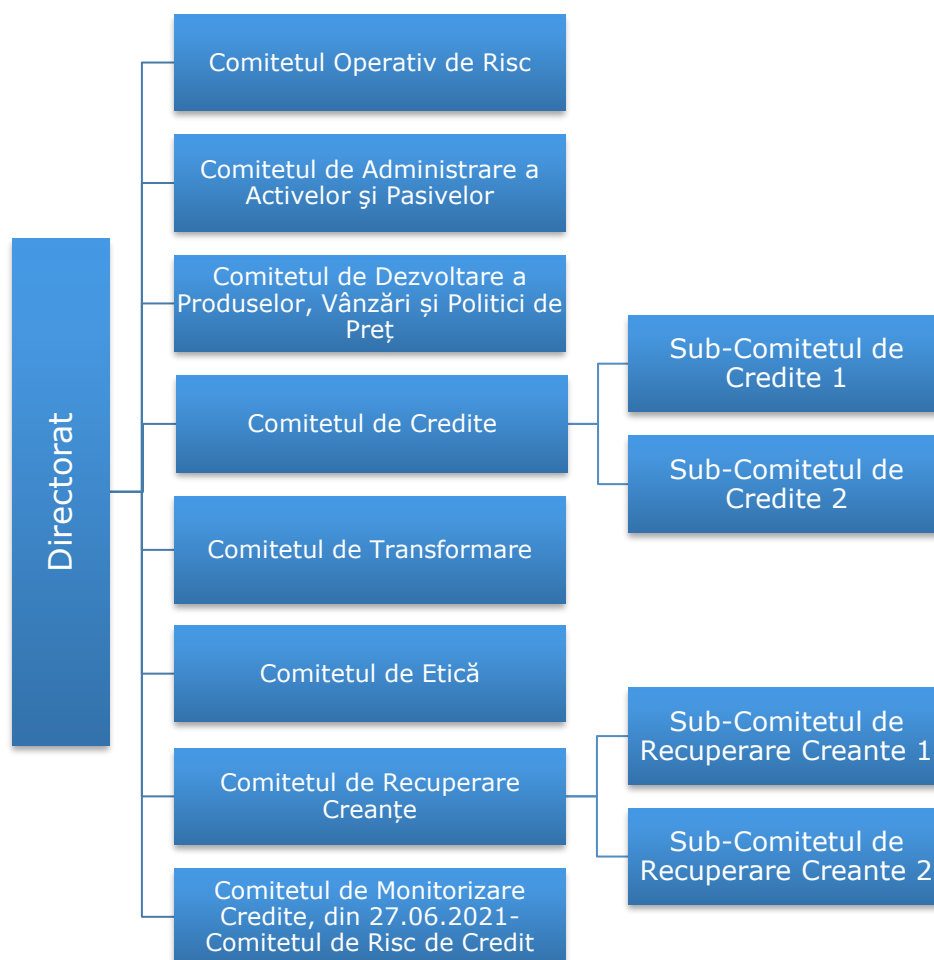 Directorat
Comitetul Operativ de Risc
Comitetul de Administrare a
Activelor şi Pasivelor
Comitetul de Dezvoltare a
Produselor, Vânzări și Politici de
Preț
Comitetul de Credite
Sub-Comitetul de
Credite 1
Sub-Comitetul de
Credite 2
Comitetul de Transformare
Comitetul de Etică
Comitetul de Recuperare
Creanțe
Sub-Comitetul de
Recuperare Creante 1
Sub-Comitetul de
Recuperare Creante 2
Comitetul de Monitorizare
Credite, din 27.06.2021-
Comitetul de Risc de Credit